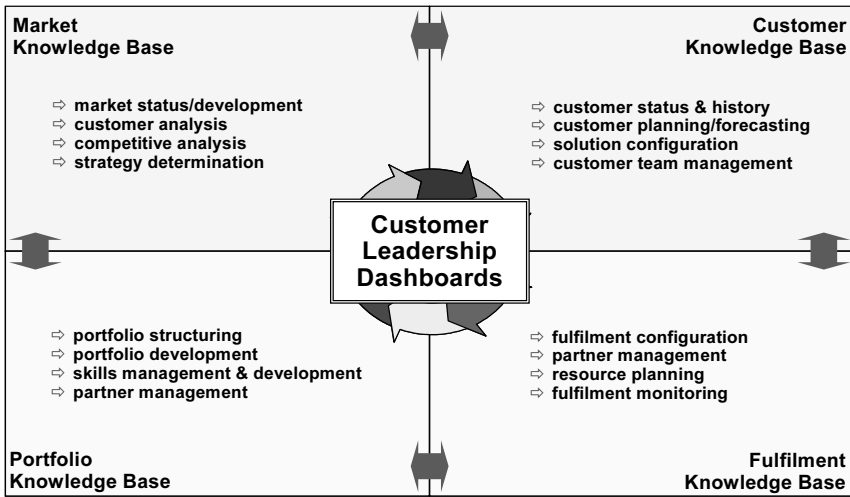 Market
Knowledge Base
Customer
Knowledge Base
⇨ market status/development
⇨ customer analysis
⇨ competitive analysis
⇨ strategy determination
⇨ customer status & history
⇨ customer planning/forecasting
⇨ solution configuration
⇨ customer team management
Customer
Leadership
Dashboards
⇨ portfolio structuring
⇨ portfolio development
⇨ skills management & development
⇨ partner management
⇨ fulfilment configuration
⇨ partner management
⇨ resource planning
⇨ fulfilment monitoring
Portfolio
Knowledge Base
Fulfilment
Knowledge Base